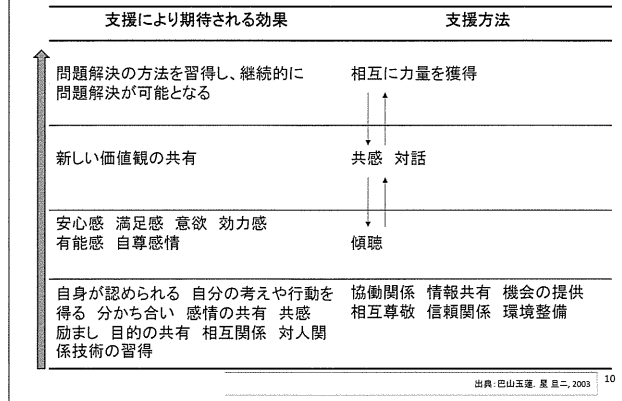 支援により期待される効果 支援方法
問題解決の方法を習得し、継続的に 相互に力量を獲得
問題解決が可能となる
新しい価値観の共有 共感 対話
安心感 満足感 意欲 効力感
有能感 自尊感情 傾聴
自身が認められる 自分の考えや行動を 協働関係 情報共有 機会の提供
得る 分かち合い 感情の共有 共感 相互尊敬 信頼関係 環境整備
励まし 目的の共有 相互関係 対人関
係技術の習得
出典:巴山玉蓮. 星 旦二, 2003 10